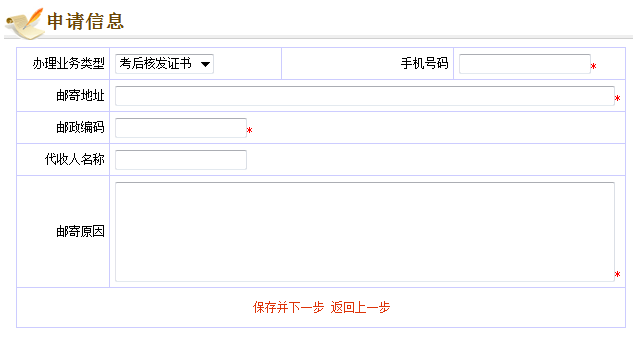 申请信息
办理业务类型 考后核发证书 手机号码 *
邮寄地址 *
邮政编码 *
代收人名称
邮寄原因 *
保存并下一步 返回上一步